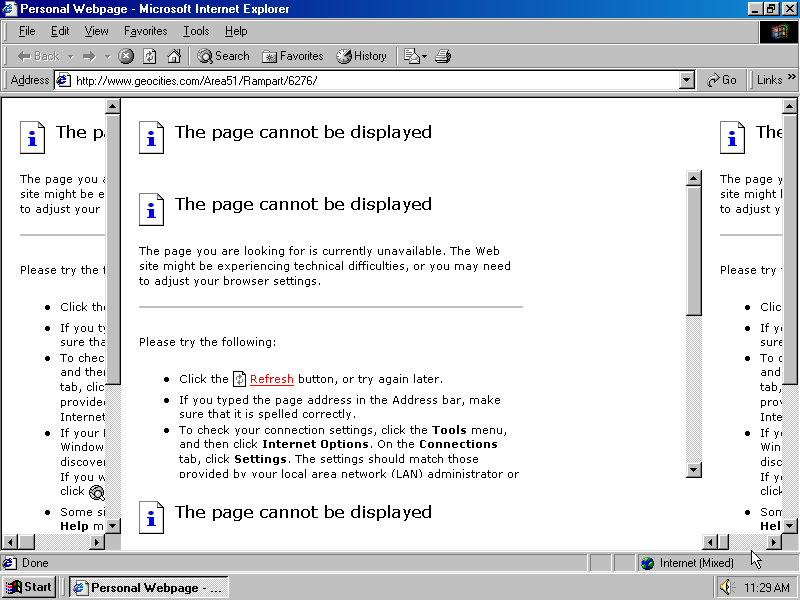 Personal Webpage - Microsoft Internet Explorer
File Edit View Favorites Tools Help
Back Search Favorites History
Address http://www.geocities.com/Area51/Rampart/6276/ Go Links »
The pa
The page you a
site might be e
to adjust your
Please try the f
Click the
If you ty
sure tha
To chec
and then
tab, clic
provided
Internet
If your
Window
discove
If you w
click
Some si
Help m
The page cannot be displayed
The page cannot be displayed
The page you are looking for is currently unavailable. The Web
site might be experiencing technical difficulties, or you may need
to adjust your browser settings.
Please try the following:
Click the Refresh button, or try again later.
If you typed the page address in the Address bar, make
sure that it is spelled correctly.
To check your connection settings, click the Tools menu,
and then click Internet Options. On the Connections
tab, click Settings. The settings should match those
provided by your local area network (LAN) administrator or
The page cannot be displayed
The
The page y
site might
to adjust y
Please try
Clic
If y
sure
To c
and
tab,
prov
Inte
If y
Win
disc
If y
click
Som
Hel
Done Internet (Mixed)
Start Personal Webpage - ... 11:29 AM